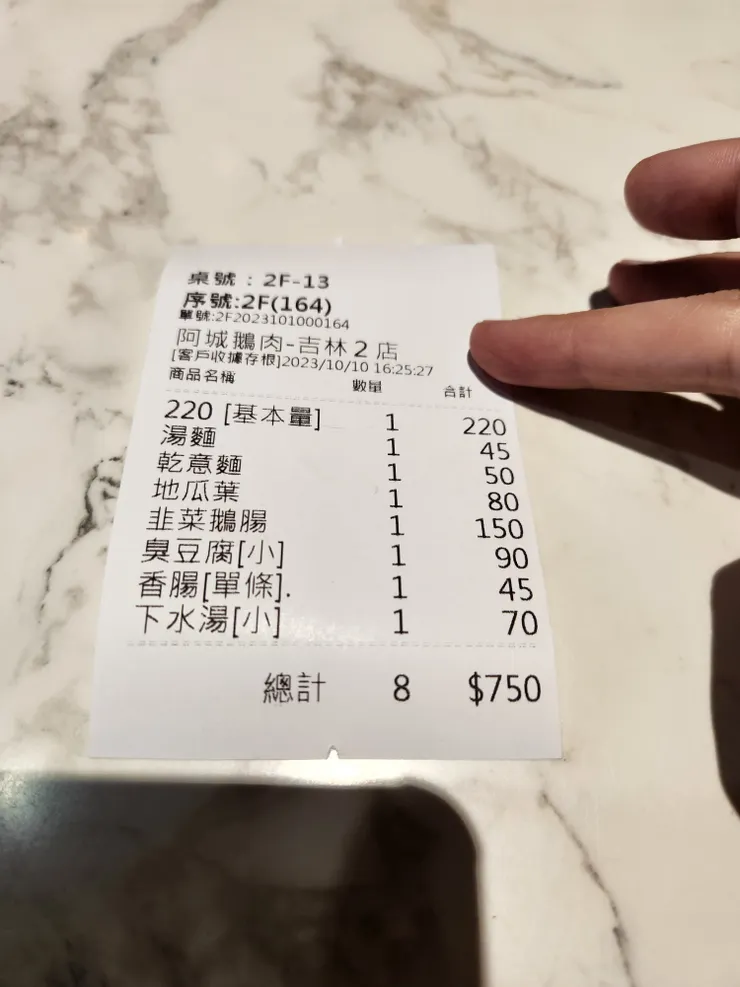 桌號：2F-13
序號:2F(164)
單號:2F2023101000164
阿城鵝肉-吉林２店
[客戶收據存根]2023/10/10 16:25:27
商品名稱 數量 合計
220 [基本量] 1 220
湯麵 1 45
乾意麵 1 50
地瓜葉 1 80
韭菜鵝腸 1 150
臭豆腐[小] 1 90
香腸[單條]. 1 45
下水湯[小] 1 70
總計 8 $750